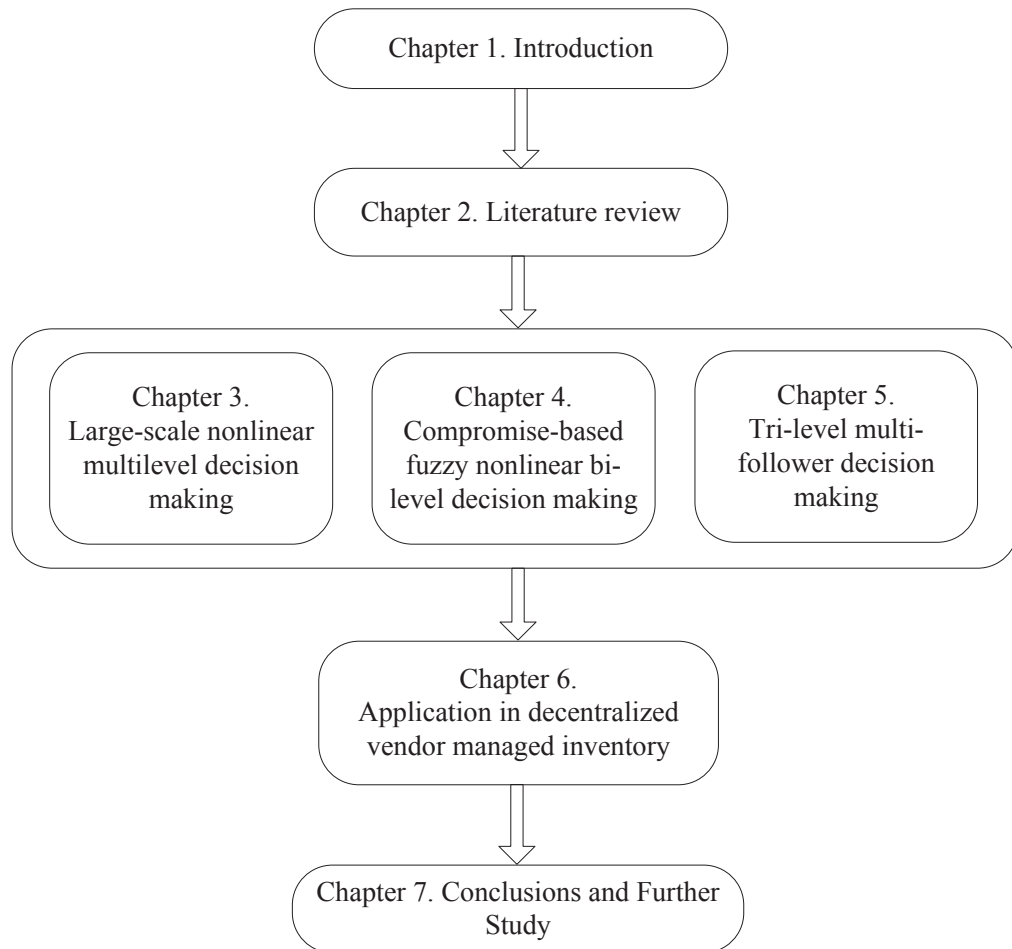 Chapter 1. Introduction
Chapter 2. Literature review
Chapter 3.
Large-scale nonlinear
multilevel decision
making
Chapter 4.
Compromise-based
fuzzy nonlinear bi-
level decision making
Chapter 5.
Tri-level multi-
follower decision
making
Chapter 6.
Application in decentralized
vendor managed inventory
Chapter 7. Conclusions and Further
Study